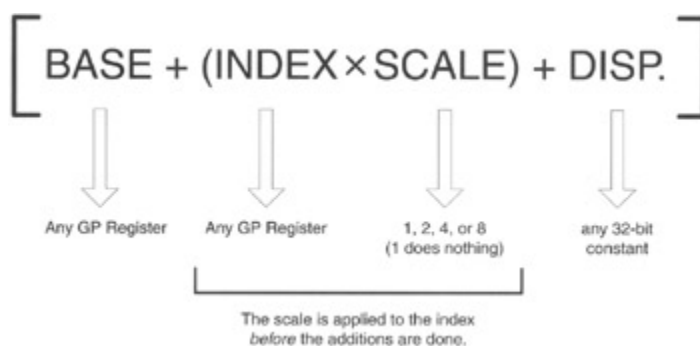 [BASE + (INDEX×SCALE) + DISP.]
Any GP Register
Any GP Register
1, 2, 4, or 8
(1 does nothing)
any 32-bit
constant
The scale is applied to the index
before the additions are done.